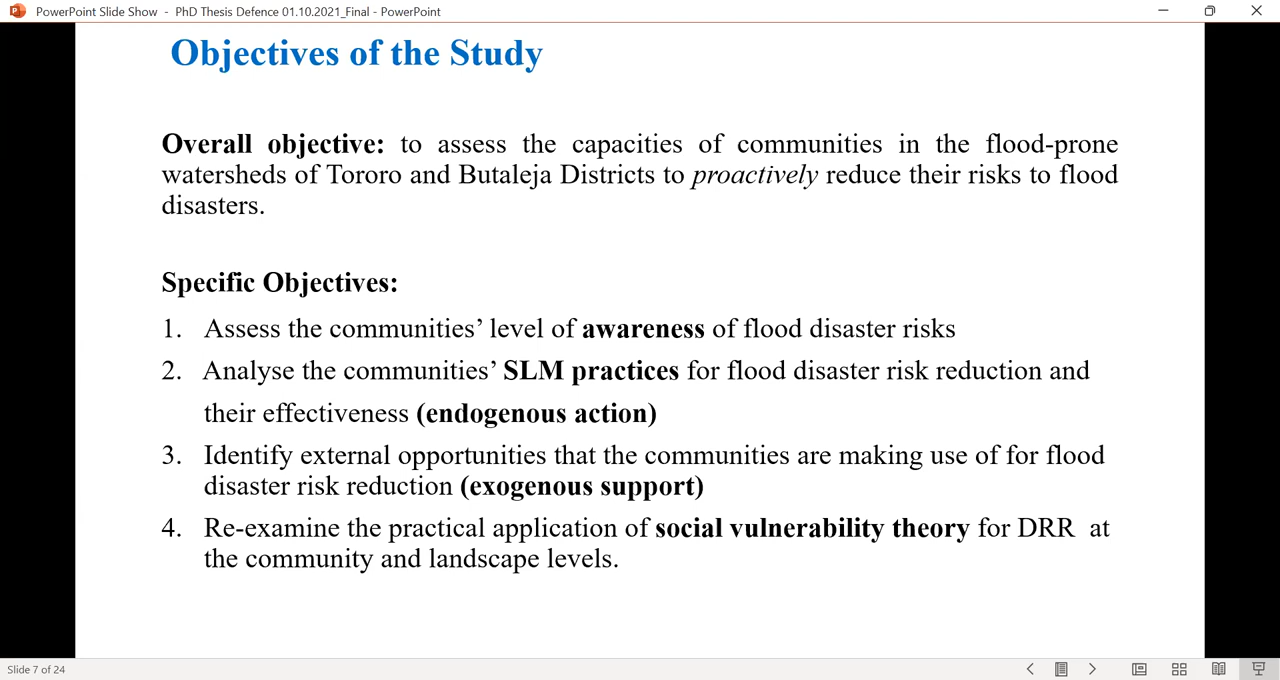 PowerPoint Slide Show - PhD Thesis Defence 01.10.2021_Final - PowerPoint
Objectives of the Study
Overall objective: to assess the capacities of communities in the flood-prone
watersheds of Tororo and Butaleja Districts to proactively reduce their risks to flood
disasters.
Specific Objectives:
1. Assess the communities’ level of awareness of flood disaster risks
2. Analyse the communities’ SLM practices for flood disaster risk reduction and
their effectiveness (endogenous action)
3. Identify external opportunities that the communities are making use of for flood
disaster risk reduction (exogenous support)
4. Re-examine the practical application of social vulnerability theory for DRR at
the community and landscape levels.
Slide 7 of 24